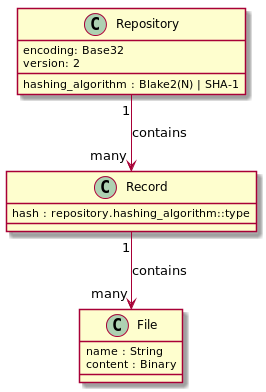 C Repository
encoding: Base32
version: 2
hashing_algorithm : Blake2(N) | SHA-1
1
contains
many
C Record
hash : repository.hashing_algorithm::type
1
contains
many
C File
name : String
content : Binary